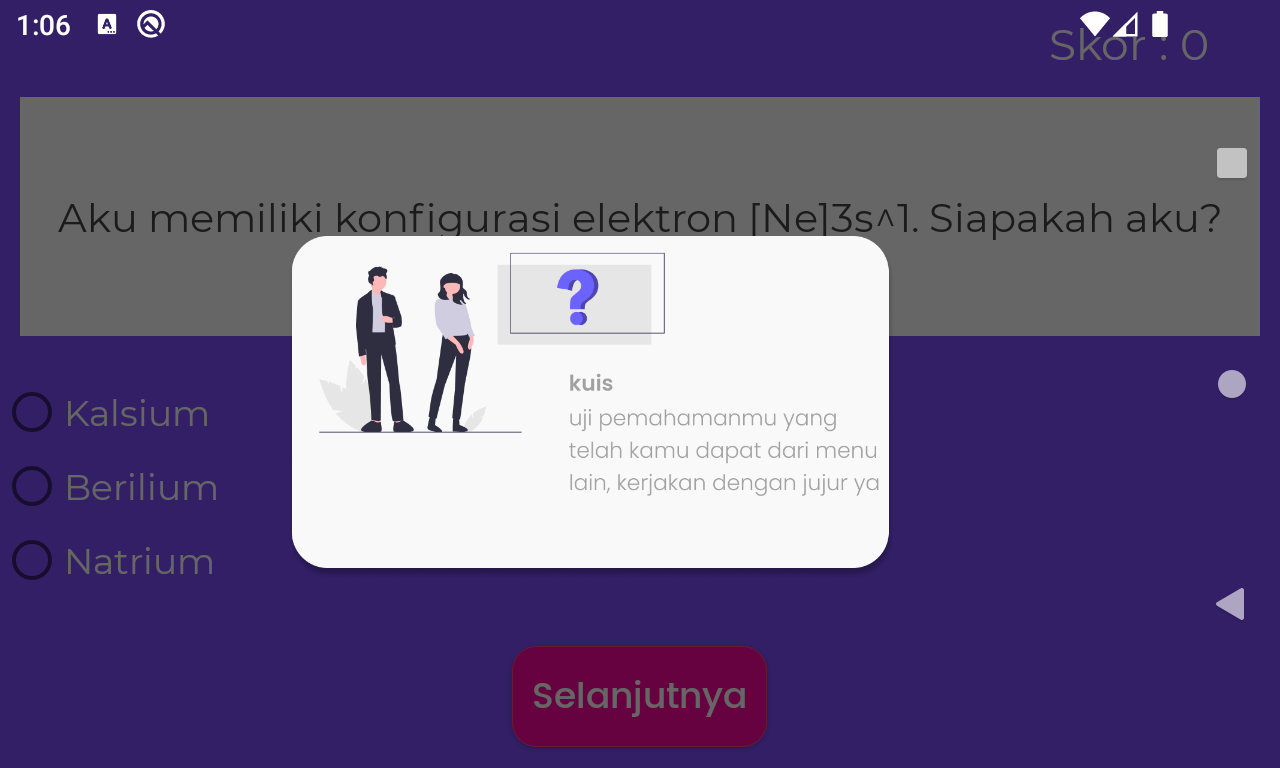 1:06
A
Skor : 0
Aku memiliki konfigurasi elektron [Ne]3s^1. Siapakah aku?
?
kuis
uji pemahamanmu yang
telah kamu dapat dari menu
lain, kerjakan dengan jujur ya
Kalsium
Berilium
Natrium
Selanjutnya